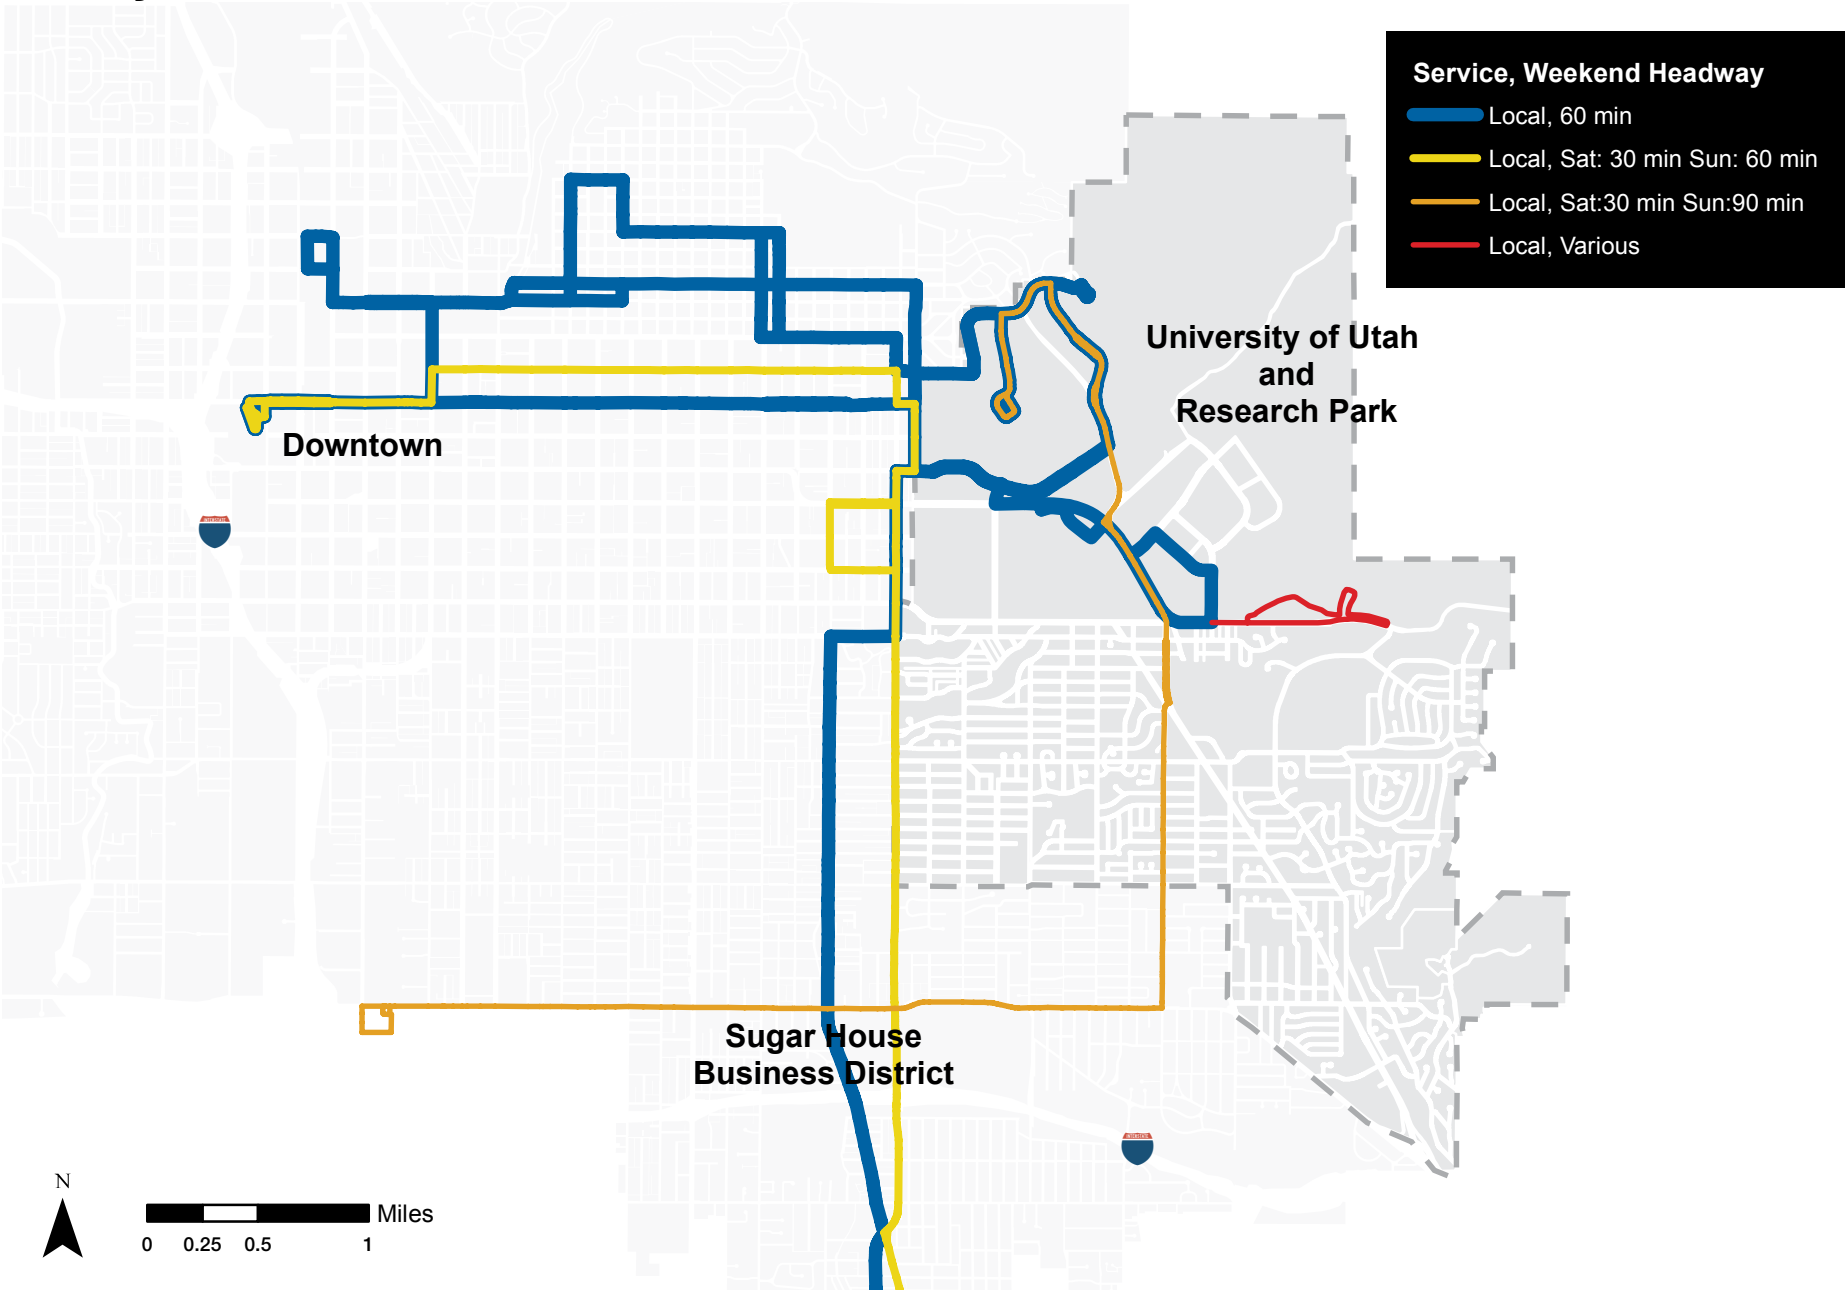 Service, Weekend Headway
Local, 60 min
Local, Sat: 30 min Sun: 60 min
Local, Sat:30 min Sun:90 min
Local, Various
University of Utah
and
Research Park
Downtown
Sugar House
Business District
N
Miles
0 0.25 0.5 1